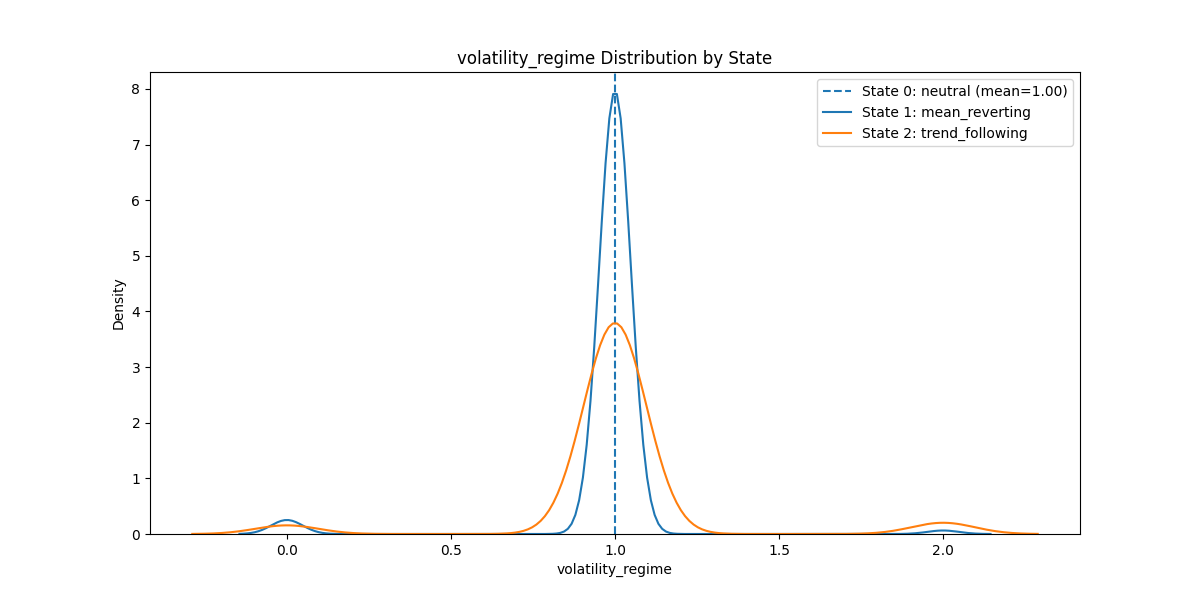 volatility_regime Distribution by State
State 0: neutral (mean=1.00)
State 1: mean_reverting
State 2: trend_following
Density
8
7
6
5
4
3
2
1
0
0.0 0.5 1.0 1.5 2.0
volatility_regime